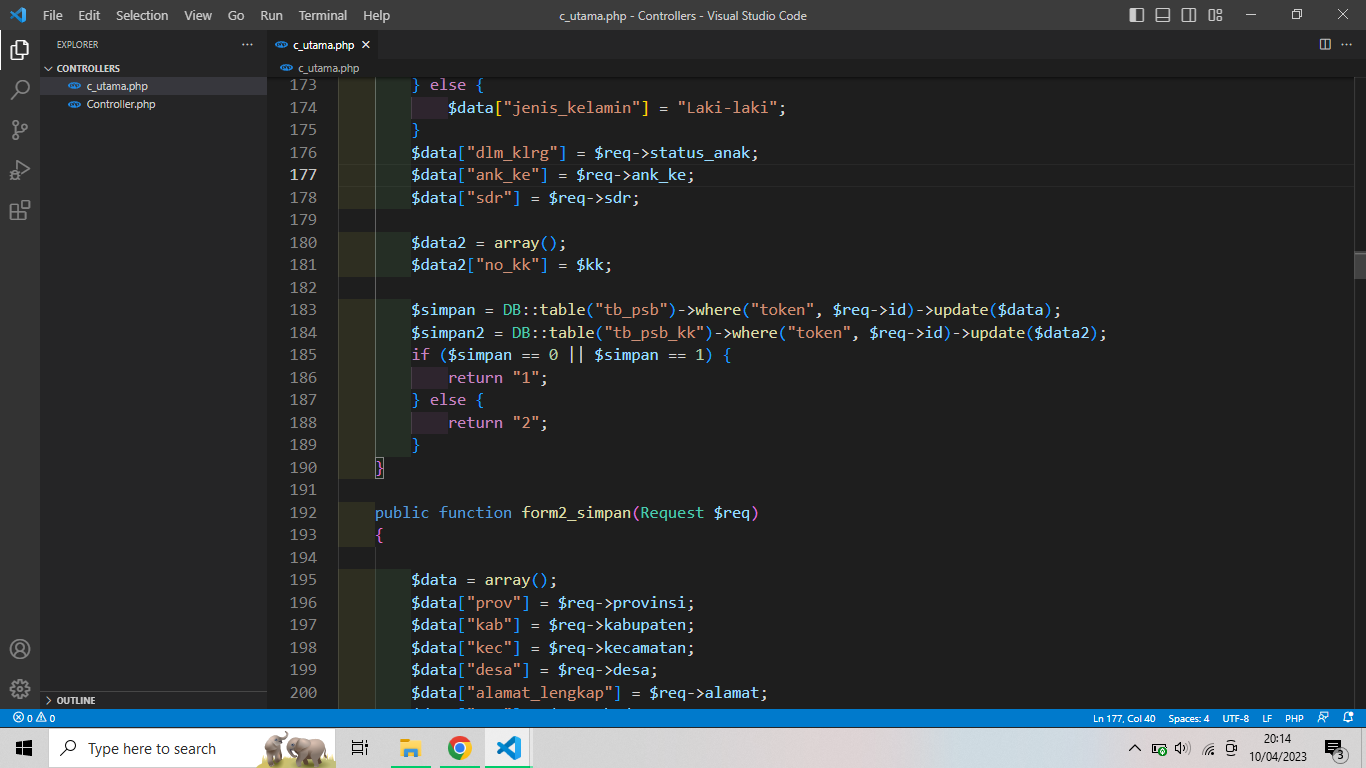 File Edit Selection View Go Run Terminal Help c_utama.php - Controllers - Visual Studio Code
EXPLORER
CONTROLLERS
c_utama.php
Controller.php
OUTLINE
c_utama.php
c_utama.php
173 } else {
174 $data["jenis_kelamin"] = "Laki-laki";
175 }
176 $data["dlm_klrg"] = $req->status_anak;
177 $data["ank_ke"] = $req->ank_ke;
178 $data["sdr"] = $req->sdr;
179
180 $data2 = array();
181 $data2["no_kk"] = $kk;
182
183 $simpan = DB::table("tb_psb")->where("token", $req->id)->update($data);
184 $simpan2 = DB::table("tb_psb_kk")->where("token", $req->id)->update($data2);
185 if ($simpan == 0 || $simpan == 1) {
186 return "1";
187 } else {
188 return "2";
189 }
190 }
191
192 public function form2_simpan(Request $req)
193 {
194
195 $data = array();
196 $data["prov"] = $req->provinsi;
197 $data["kab"] = $req->kabupaten;
198 $data["kec"] = $req->kecamatan;
199 $data["desa"] = $req->desa;
200 $data["alamat_lengkap"] = $req->alamat;
0 0 Ln 177, Col 40 Spaces: 4 UTF-8 LF PHP
Type here to search
20:14
10/04/2023
3